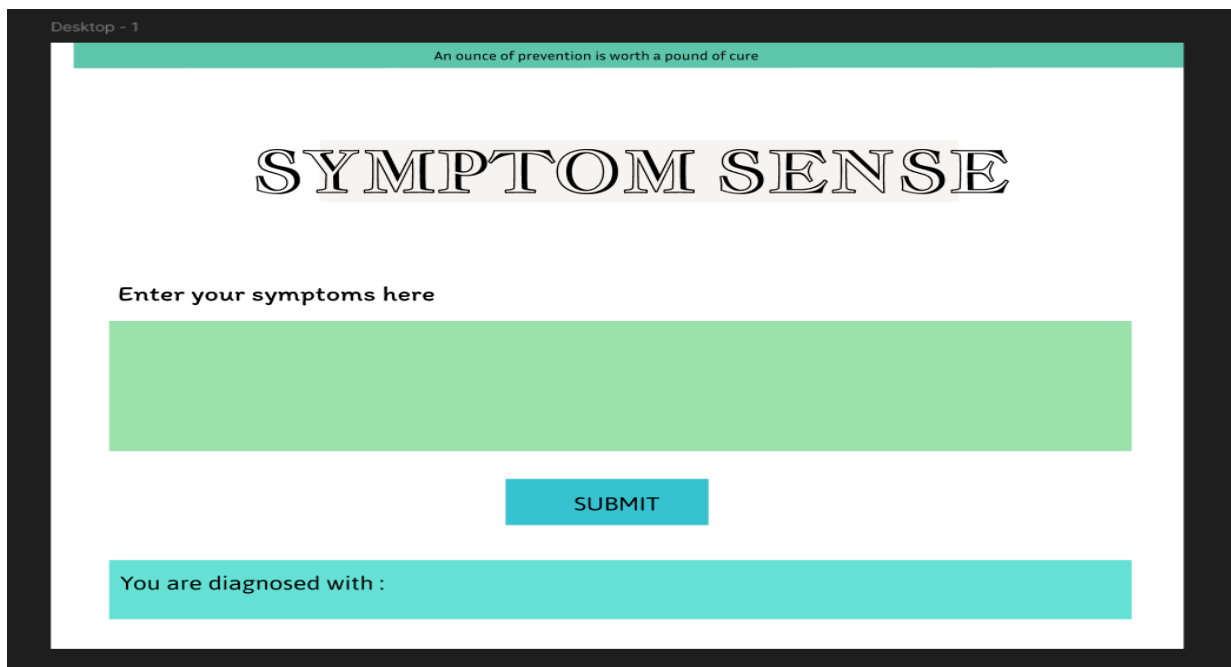 Desktop - 1
An ounce of prevention is worth a pound of cure
SYMPTOM SENSE
Enter your symptoms here
SUBMIT
You are diagnosed with :